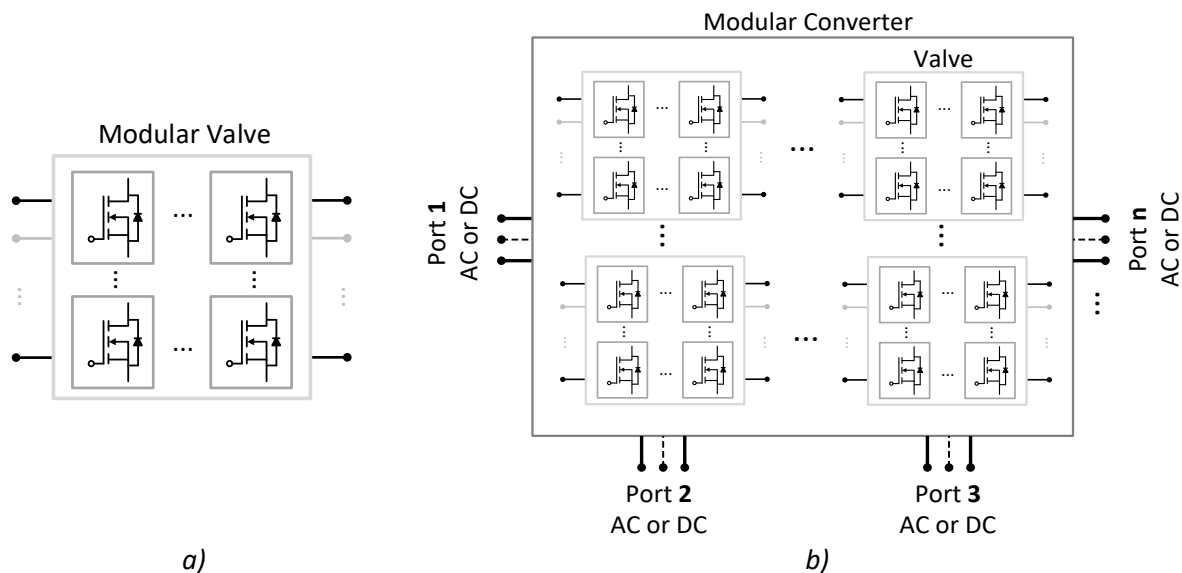 Modular Converter
Valve
Modular Valve
Port 1
AC or DC
Port n
AC or DC
Port 2
AC or DC
Port 3
AC or DC
a)
b)